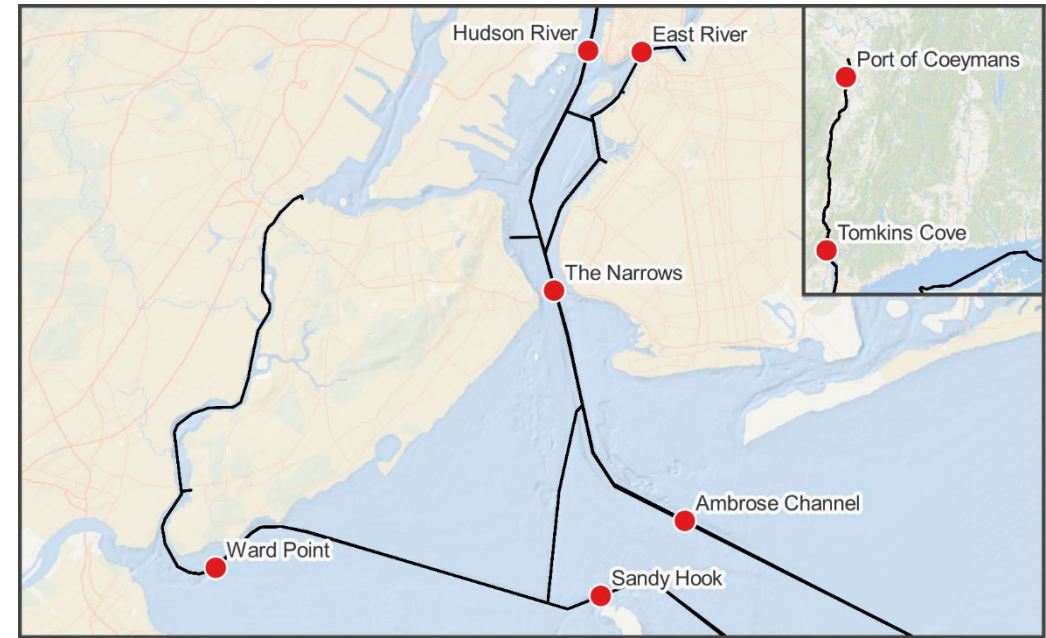 Hudson River
East River
Port of Coeymans
Tomkins Cove
The Narrows
Ambrose Channel
Ward Point
Sandy Hook